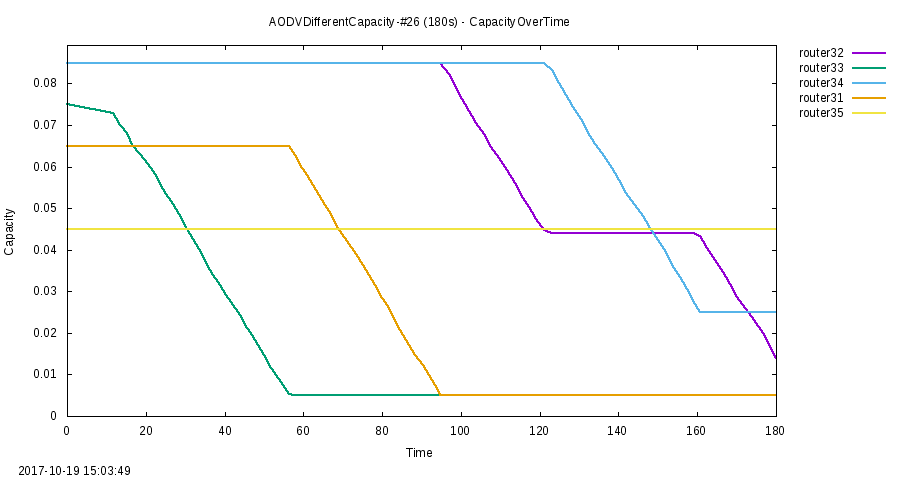 AODVDifferentCapacity-#26 (180s) - CapacityOverTime
router32
router33
router34
router31
router35
0.08
0.07
0.06
0.05
0.04
0.03
0.02
0.01
0
Capacity
0 20 40 60 80 100 120 140 160 180
Time
2017-10-19 15:03:49